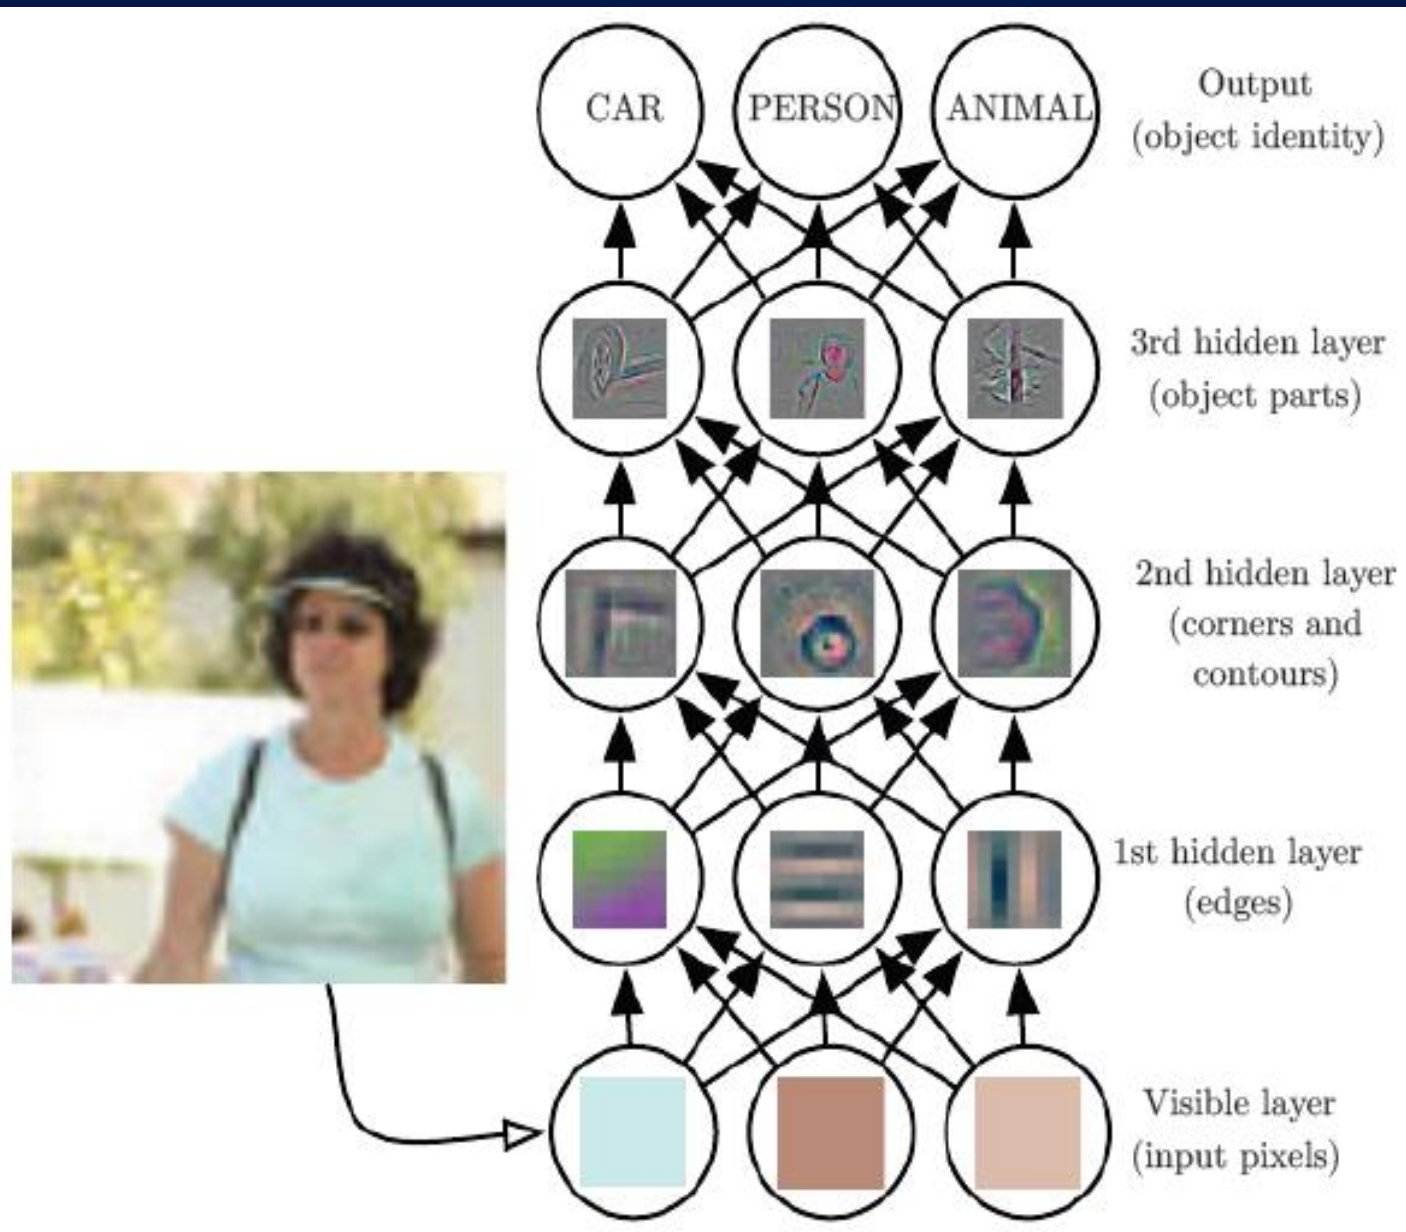 CAR
PERSON
ANIMAL
Output
(object identity)
3rd hidden layer
(object parts)
2nd hidden layer
(corners and
contours)
1st hidden layer
(edges)
Visible layer
(input pixels)